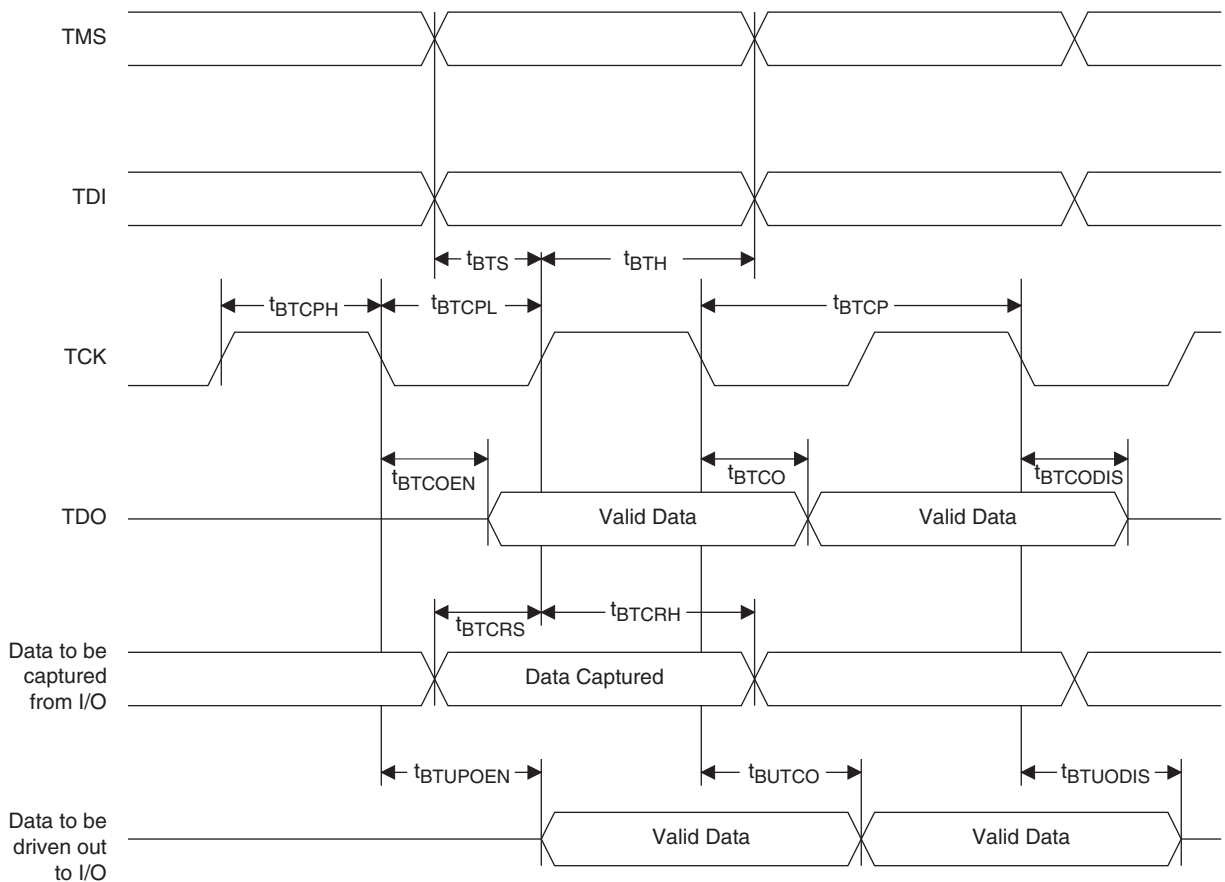 TMS
TDI
tBTS
tBTH
tBTCPH
tBTCPL
tBTCP
TCK
tBTCOEN
tBTCO
tBTCODIS
TDO
Valid Data
Valid Data
tBTCRS
tBTCRH
Data to be
captured
from I/O
Data Captured
tBTUPOEN
tBUTCO
tBTUODIS
Data to be
driven out
to I/O
Valid Data
Valid Data